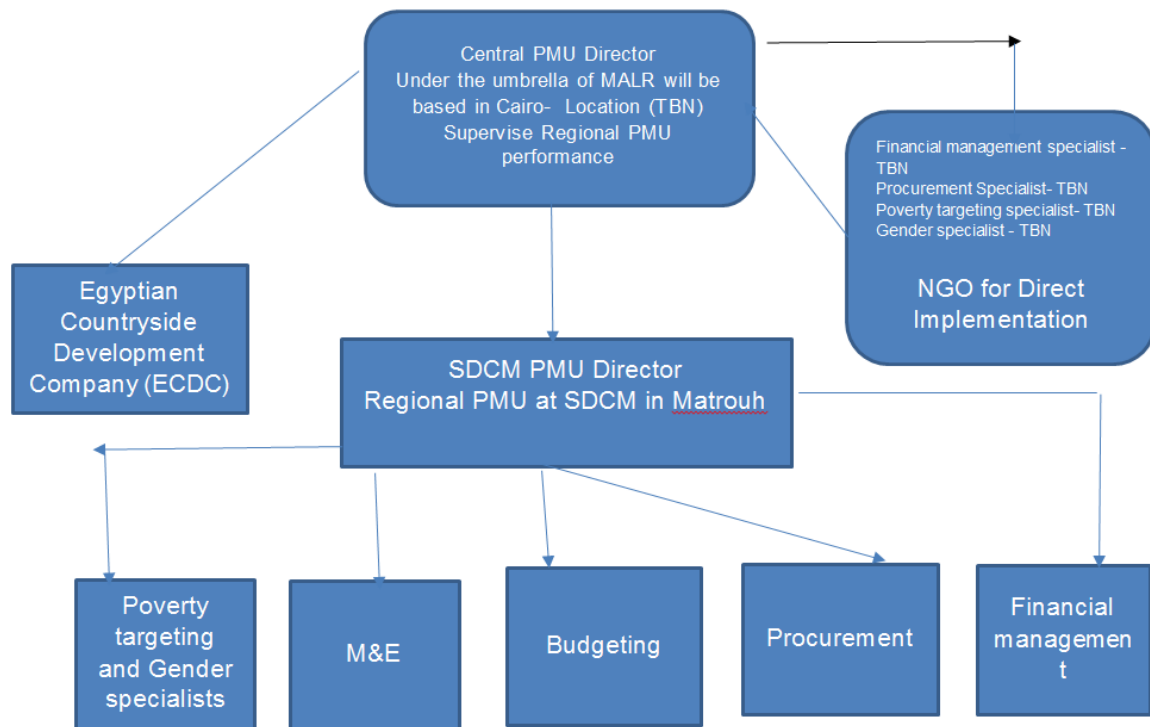 Central PMU Director
Under the umbrella of MALR will be
based in Cairo- Location (TBN)
Supervise Regional PMU
performance
Financial management specialist -
TBN
Procurement Specialist- TBN
Poverty targeting specialist- TBN
Gender specialist - TBN
NGO for Direct
Implementation
Egyptian
Countryside
Development
Company (ECDC)
SDCM PMU Director
Regional PMU at SDCM in Matrouh
Poverty
targeting
and Gender
specialists
M&E
Budgeting
Procurement
Financial
managemen
t